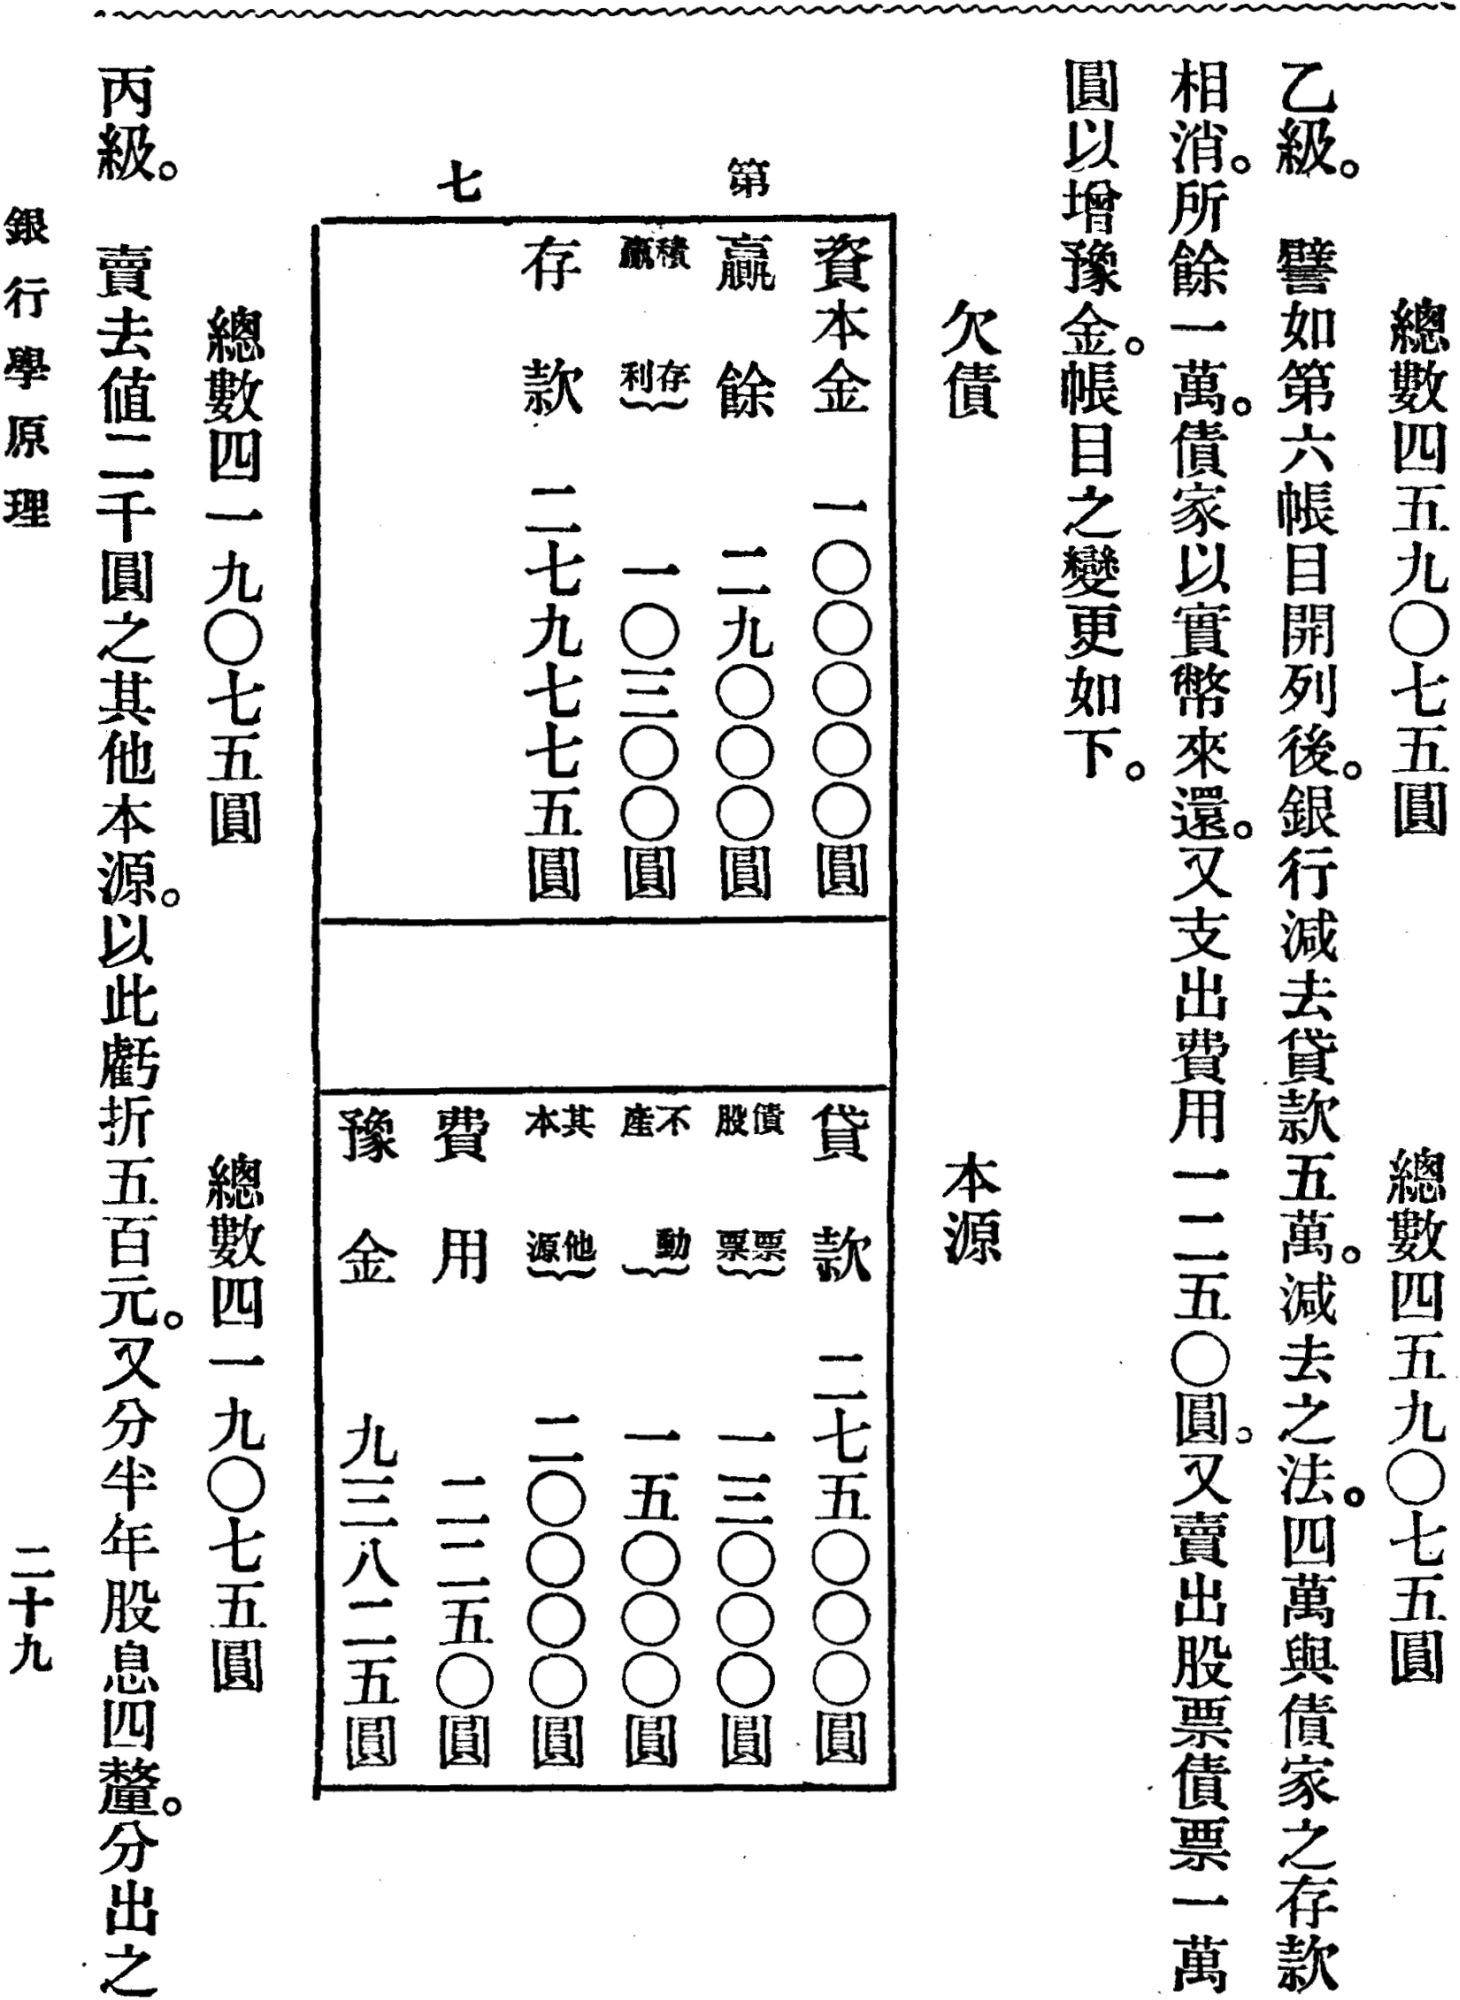 總數四五九〇七五圓　總數四五九〇七五圓
乙級。　譬如第六帳目開列後。銀行減去貸款五萬。減去之法。四萬與債家之存款
相消。所餘一萬。債家以實幣來還。又支出費用一二五〇圓。又賣出股票債票一萬
圓以增豫金。帳目之變更如下。
欠債　本源
第七
資本金　一〇〇〇〇〇圓
贏餘　二九〇〇〇圓
積存贏利　一〇三〇〇圓
存款　二七九七七五圓
貸款　二七五〇〇〇圓
債票股票　一三〇〇〇圓
不動產　一五〇〇〇圓
其他本源　二〇〇〇〇圓
費用　二二五〇圓
豫金　九三八二五圓
總數四一九〇七五圓　總數四一九〇七五圓
丙級。　賣去值二千圓之其他本源。以此虧折五百元。又分半年股息四釐。分出之
銀行學原理　二十九